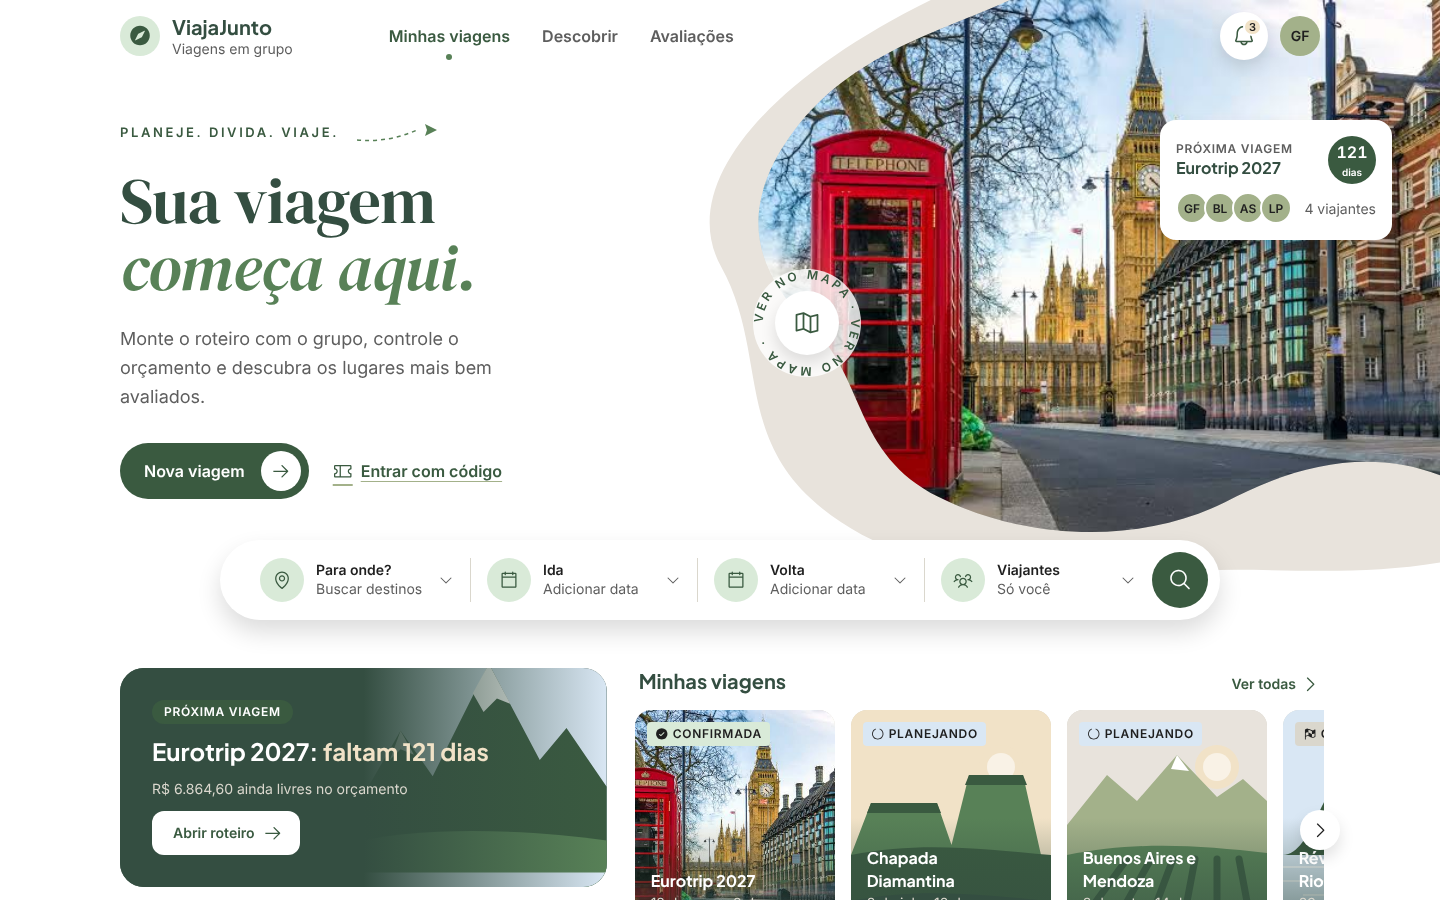 ViajaJunto
Viagens em grupo
Minhas viagens
Descobrir
Avaliações
3
GF
PLANEJE. DIVIDA. VIAJE.
Sua viagem
começa aqui.
Monte o roteiro com o grupo, controle o
orçamento e descubra os lugares mais bem
avaliados.
Nova viagem
Entrar com código
TELEPHONE
VER NO MAPA · VER NO MAPA ·
PRÓXIMA VIAGEM
Eurotrip 2027
121
dias
GF BL AS LP
4 viajantes
Para onde?
Buscar destinos
Ida
Adicionar data
Volta
Adicionar data
Viajantes
Só você
PRÓXIMA VIAGEM
Eurotrip 2027: faltam 121 dias
R$ 6.864,60 ainda livres no orçamento
Abrir roteiro
Minhas viagens
Ver todas
CONFIRMADA
Eurotrip 2027
PLANEJANDO
Chapada
Diamantina
PLANEJANDO
Buenos Aires e
Mendoza
Rév
Rio